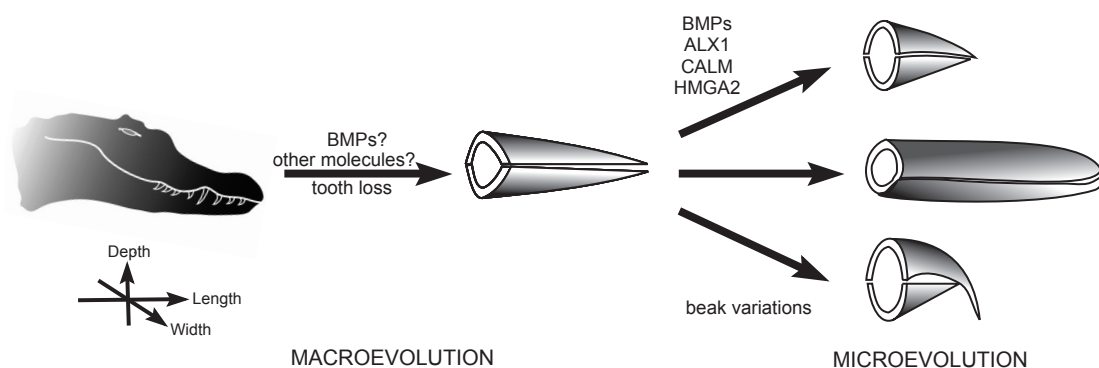 BMPs?
other molecules?
tooth loss
Depth
Length
Width
BMPs
ALX1
CALM
HMGA2
beak variations
MACROEVOLUTION
MICROEVOLUTION